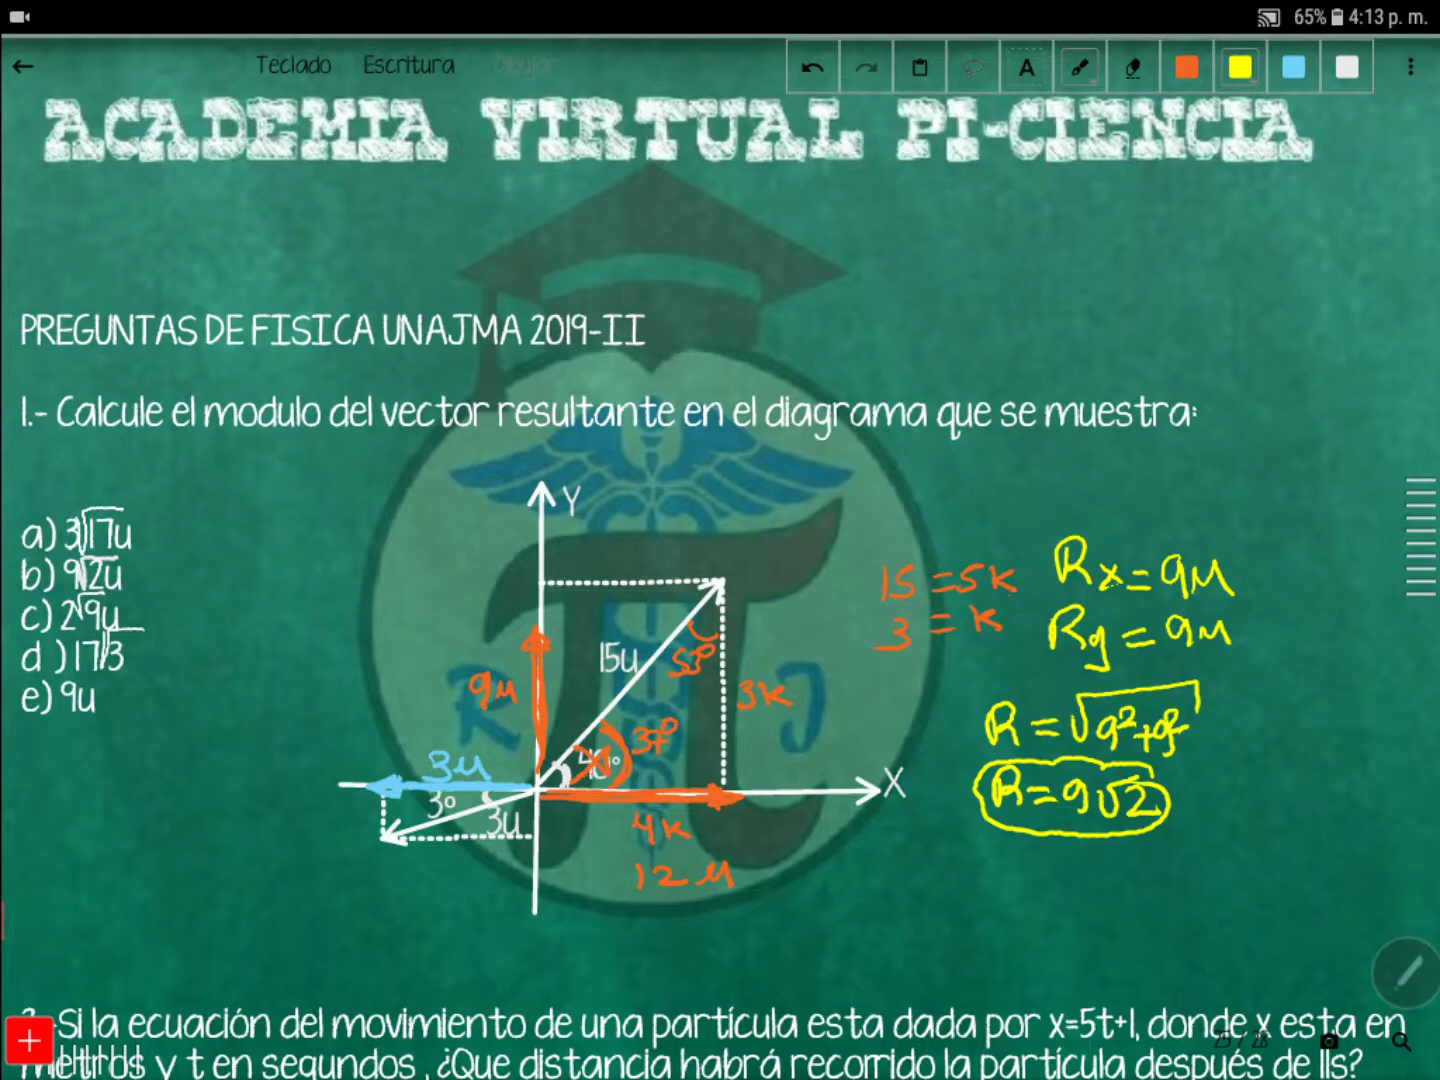 65% 4:13 p. m.
Teclado Escritura Dibujar
A
ACADEMIA VIRTUAL PI-CIENCIA
PREGUNTAS DE FISICA UNAJMA 2019-II
1.- Calcule el modulo del vector resultante en el diagrama que se muestra:
a) 3√17u
b) 9√2u
c) 2√9u
d ) 17√3
e) 9u
Y
X
15u
53°
37°
9u
3k
4k
12u
3u
3°
3u
15 = 5k
3 = k
Rx = 9u
Ry = 9u
R = √9²+9²
R = 9√2
R J
-Si la ecuación del movimiento de una partícula esta dada por x=5t+1, donde x esta en
metros y t en segundos , ¿Que distancia habrá recorrido la partícula después de 11s?